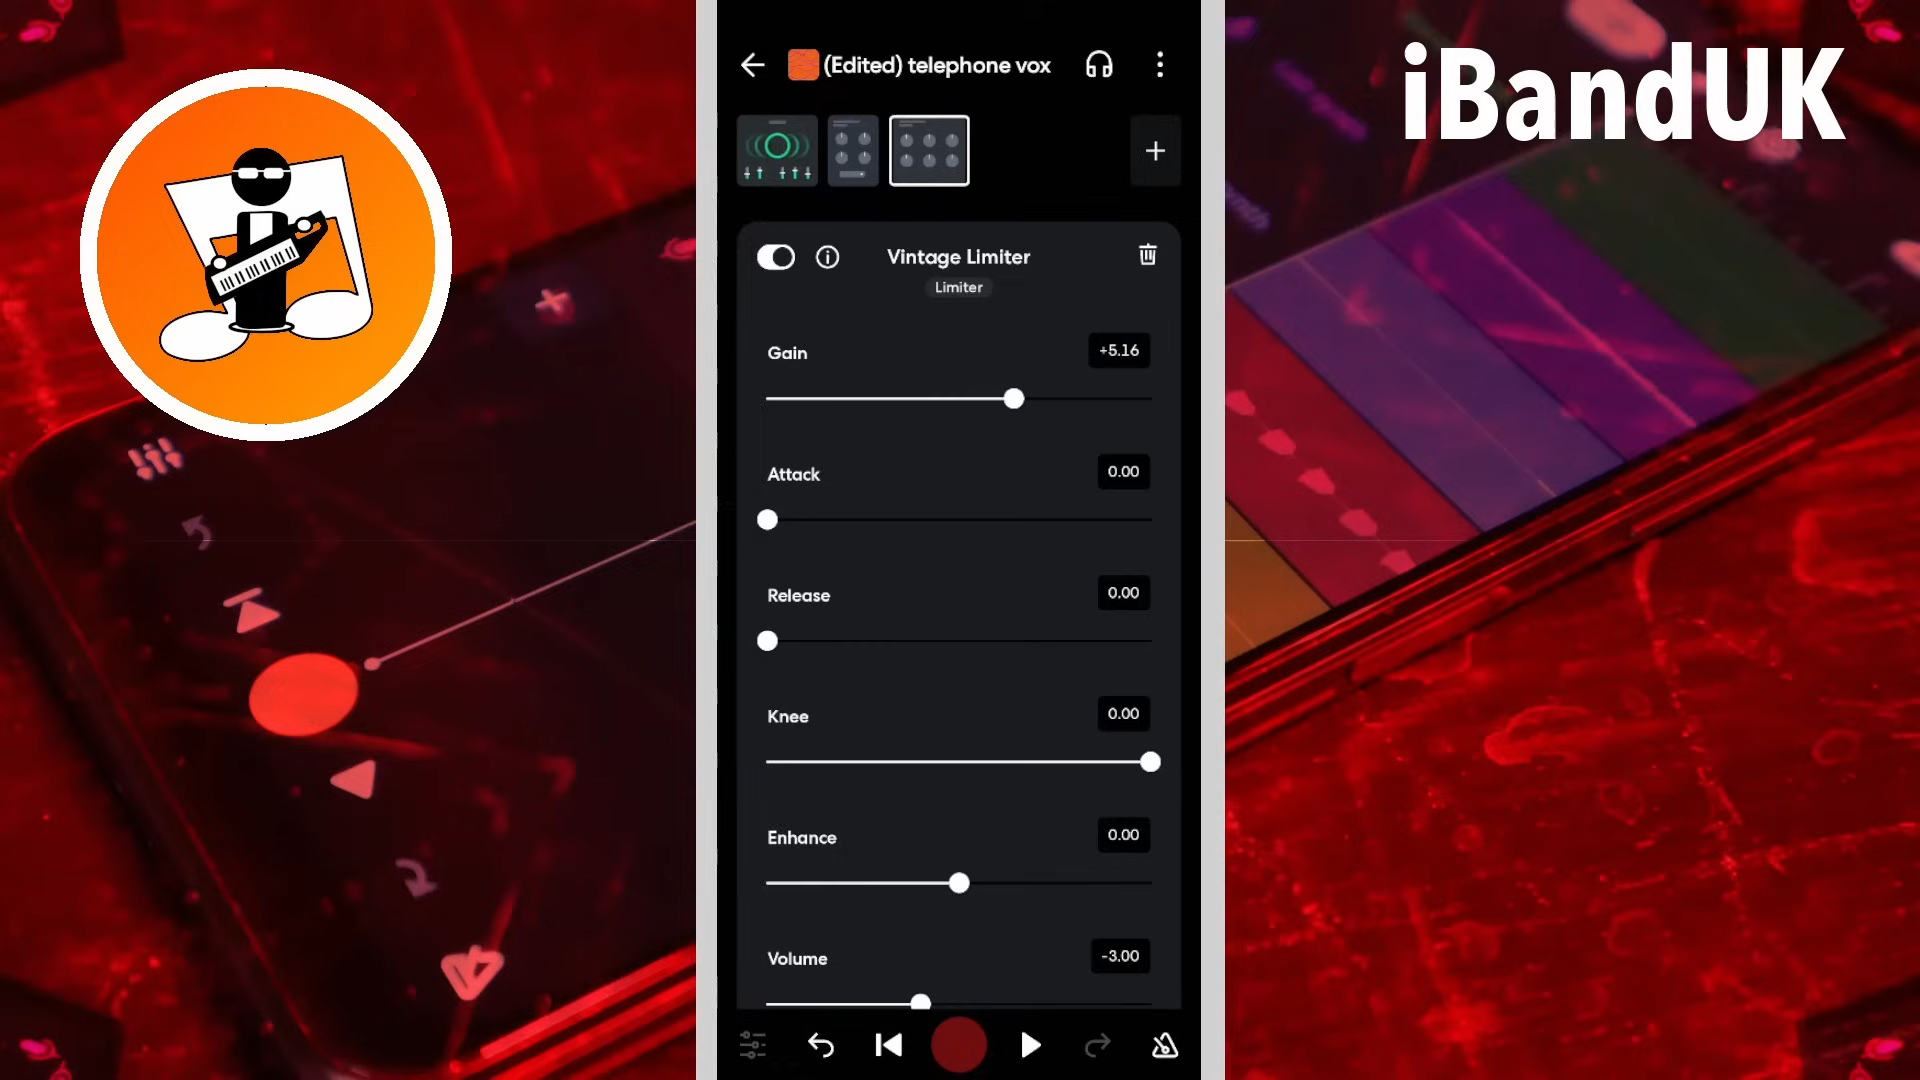 (Edited) telephone vox
iBandUK
Vintage Limiter
Limiter
Gain
+5.16
Attack
0.00
Release
0.00
Knee
0.00
Enhance
0.00
Volume
-3.00